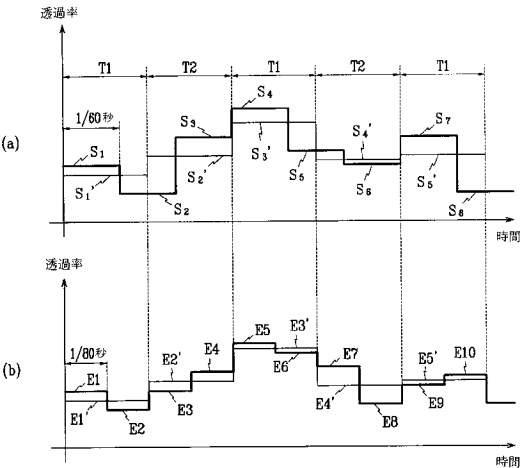 透過率
T1 T2 T1 T2 T1
1/60秒
(a)
S1 S1' S2 S3 S2' S4 S3' S5 S4' S6 S7 S5' S8
時間
透過率
1/80秒
(b)
E1 E1' E2 E2' E3 E4 E5 E3' E6 E7 E4' E8 E5' E9 E10
時間